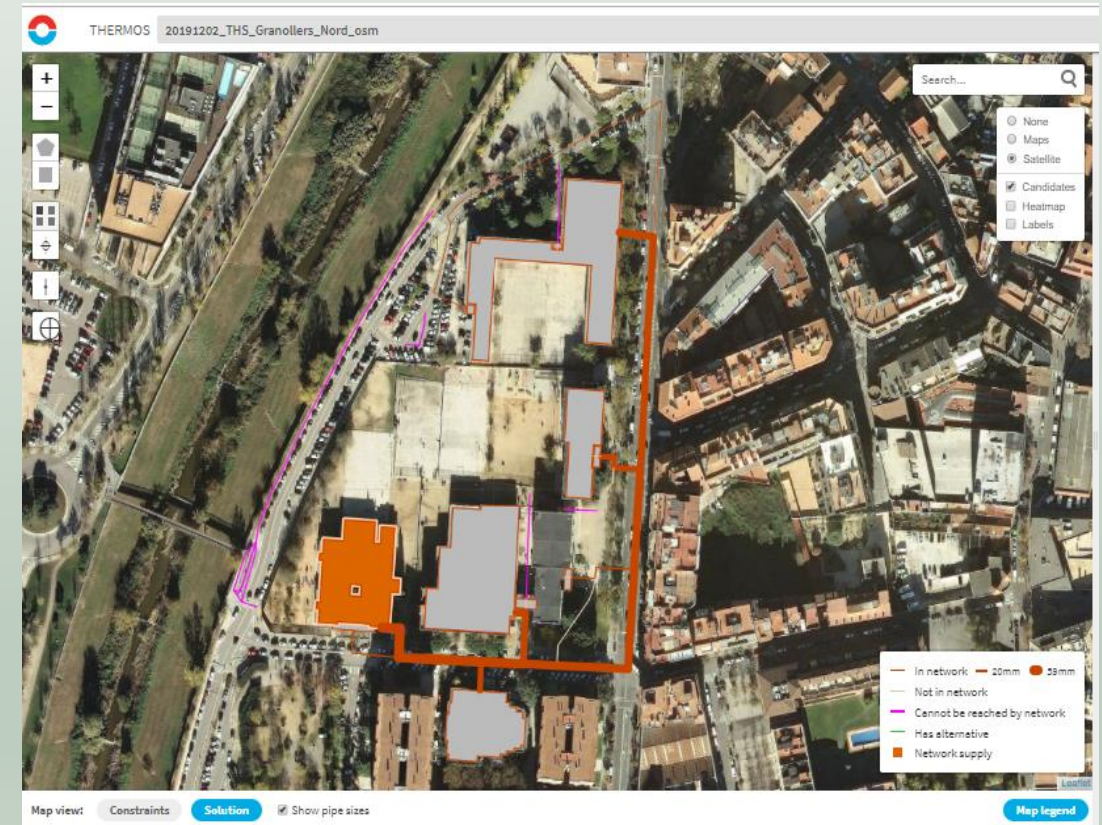 THERMOS 20191202_THS_Granollers_Nord_osm
+
−
Search...
None
Maps
Satellite
Candidates
Heatmap
Labels
In network 20mm 59mm
Not in network
Cannot be reached by network
Has alternative
Network supply
Leaflet
Map view: Constraints Solution Show pipe sizes Map legend